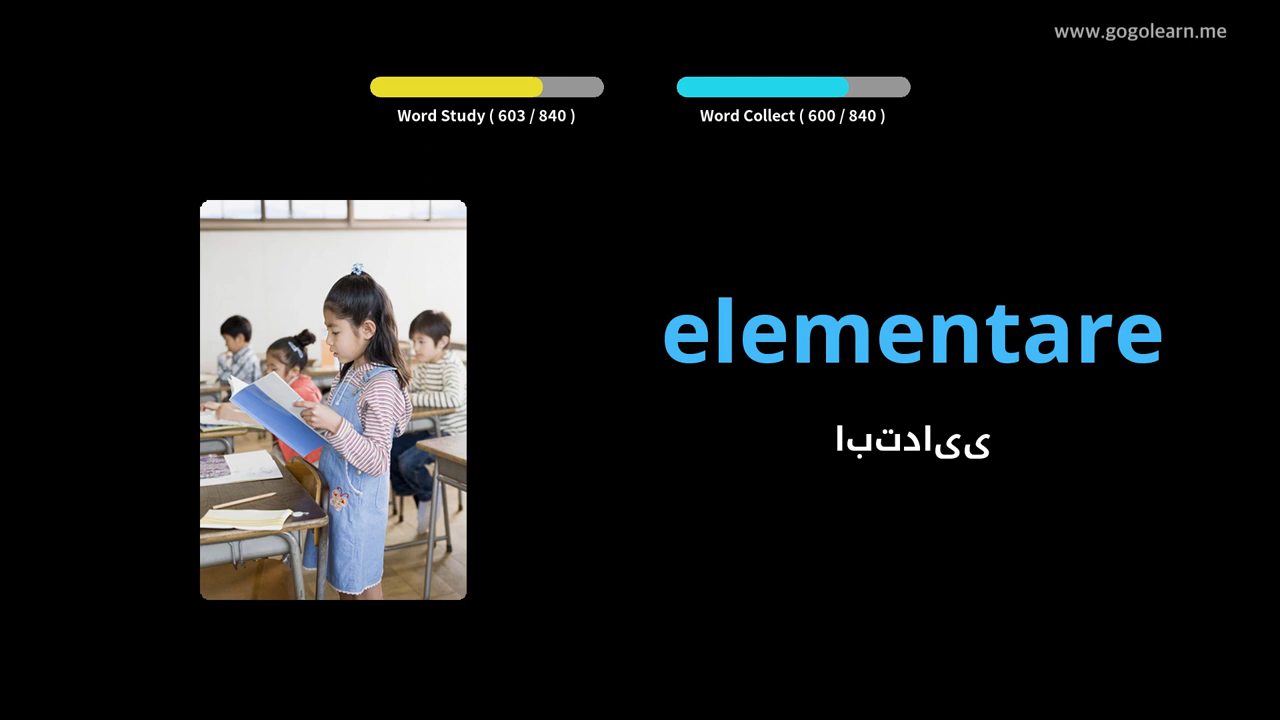 www.gogolearn.me
Word Study ( 603 / 840 )
Word Collect ( 600 / 840 )
elementare
ابتدایی